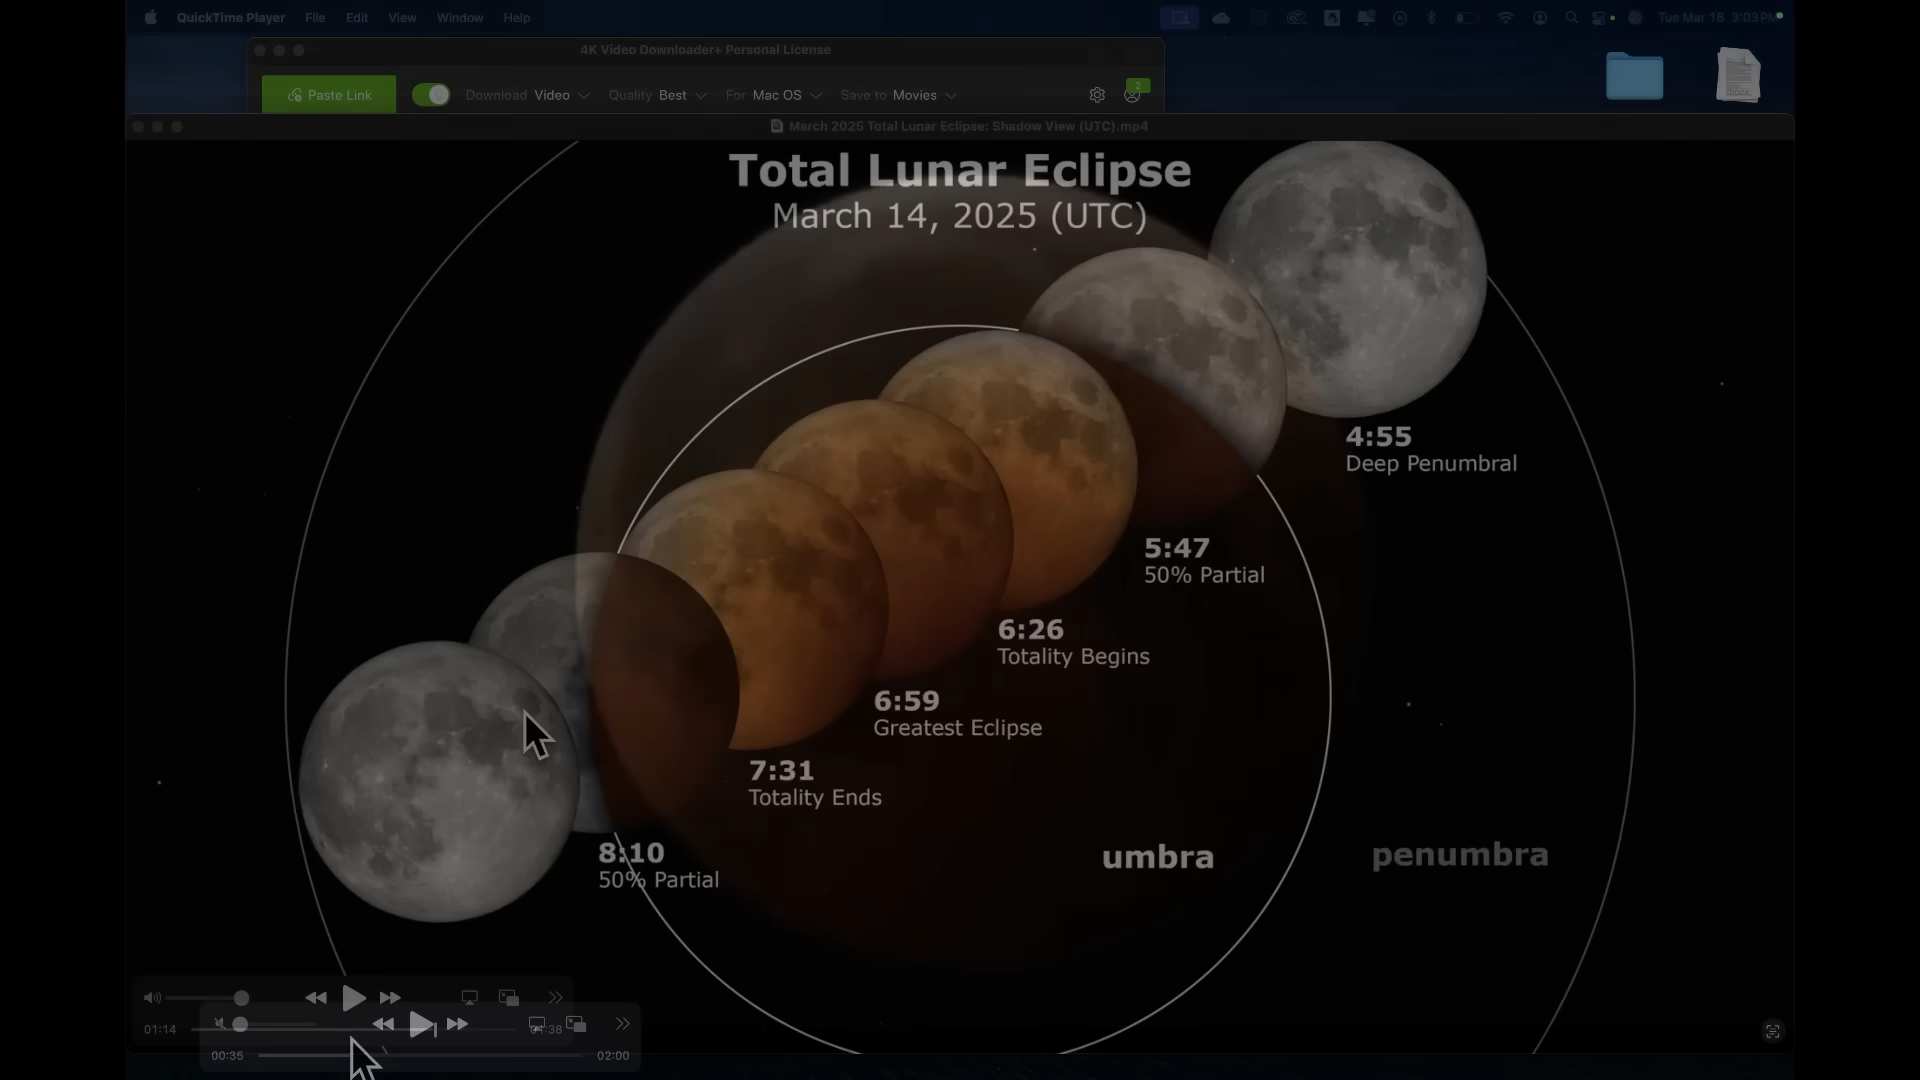 QuickTime Player File Edit View Window Help
Tue Mar 18 3:03 PM
4K Video Downloader+ Personal License
Paste Link Download Video Quality Best For Mac OS Save to Movies
2
March 2025 Total Lunar Eclipse: Shadow View (UTC).mp4
Total Lunar Eclipse
March 14, 2025 (UTC)
4:55
Deep Penumbral
5:47
50% Partial
6:26
Totality Begins
6:59
Greatest Eclipse
7:31
Totality Ends
8:10
50% Partial
umbra
penumbra
01:14
00:35 02:00